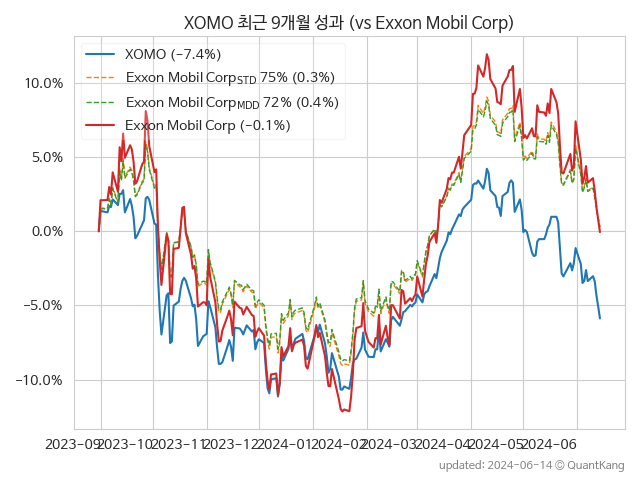 XOMO 최근 9개월 성과 (vs Exxon Mobil Corp)
XOMO (−7.4%)
Exxon Mobil CorpSTD 75% (0.3%)
Exxon Mobil CorpMDD 72% (0.4%)
Exxon Mobil Corp (−0.1%)
10.0%
5.0%
0.0%
−5.0%
−10.0%
2023-09
2023-10
2023-11
2023-12
2024-01
2024-02
2024-03
2024-04
2024-05
2024-06
updated: 2024-06-14 © QuantKang